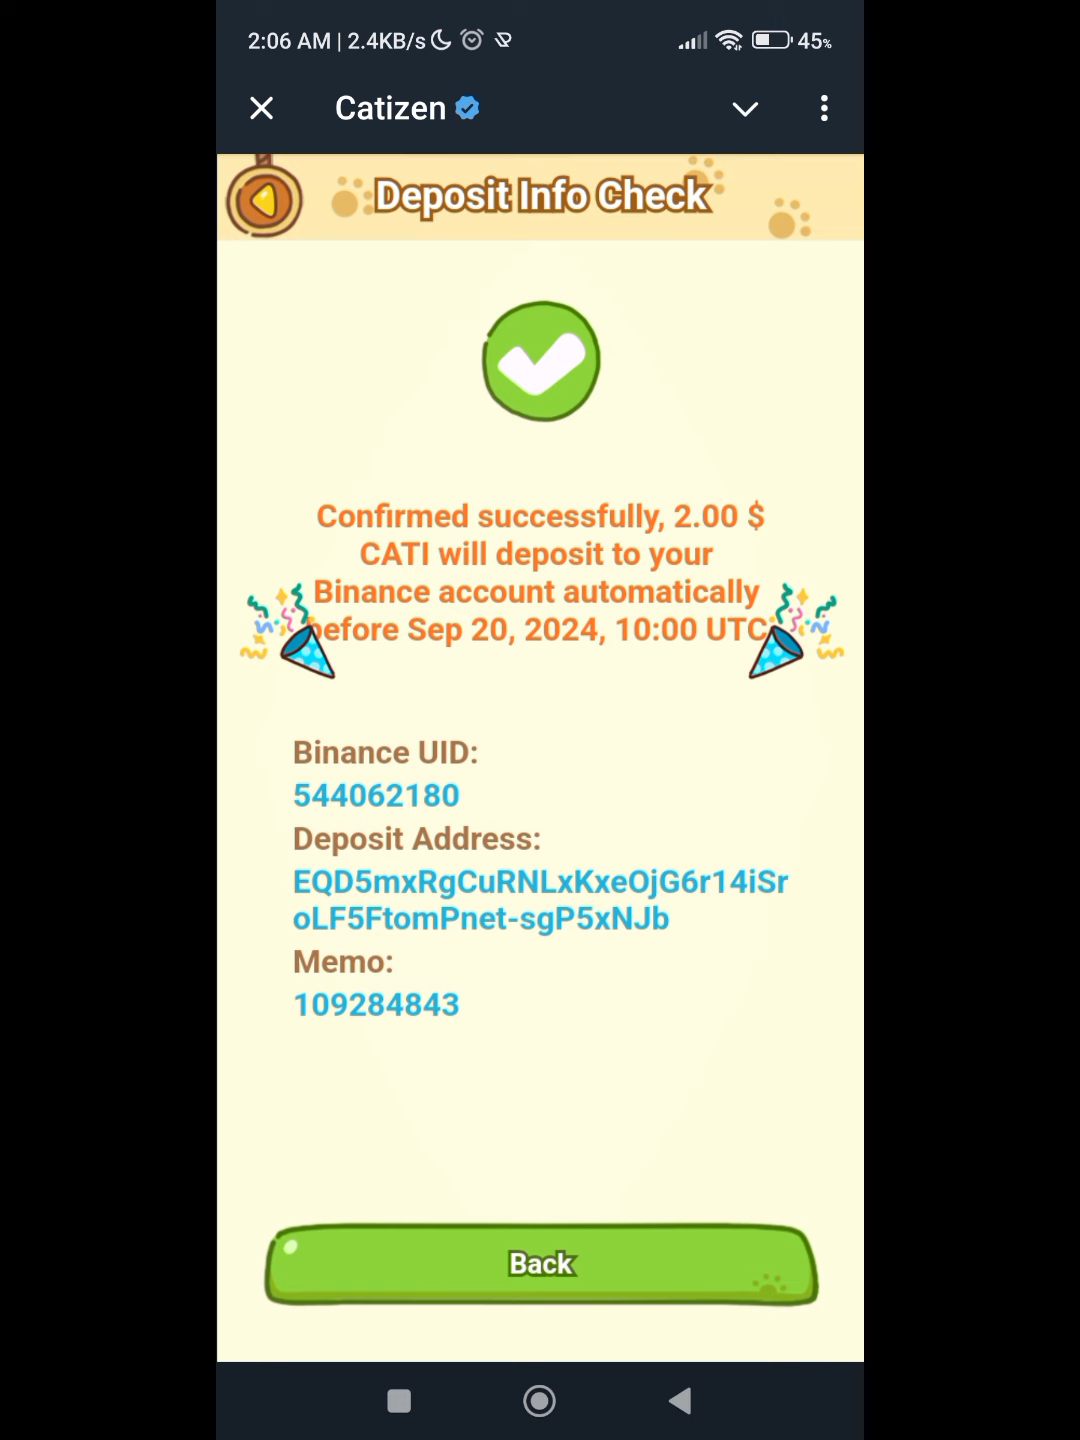 2:06 AM | 2.4KB/s 45%
Catizen
Deposit Info Check
Confirmed successfully, 2.00 $
CATI will deposit to your
Binance account automatically
before Sep 20, 2024, 10:00 UTC
Binance UID:
544062180
Deposit Address:
EQD5mxRgCuRNLxKxeOjG6r14iSr
oLF5FtomPnet-sgP5xNJb
Memo:
109284843
Back